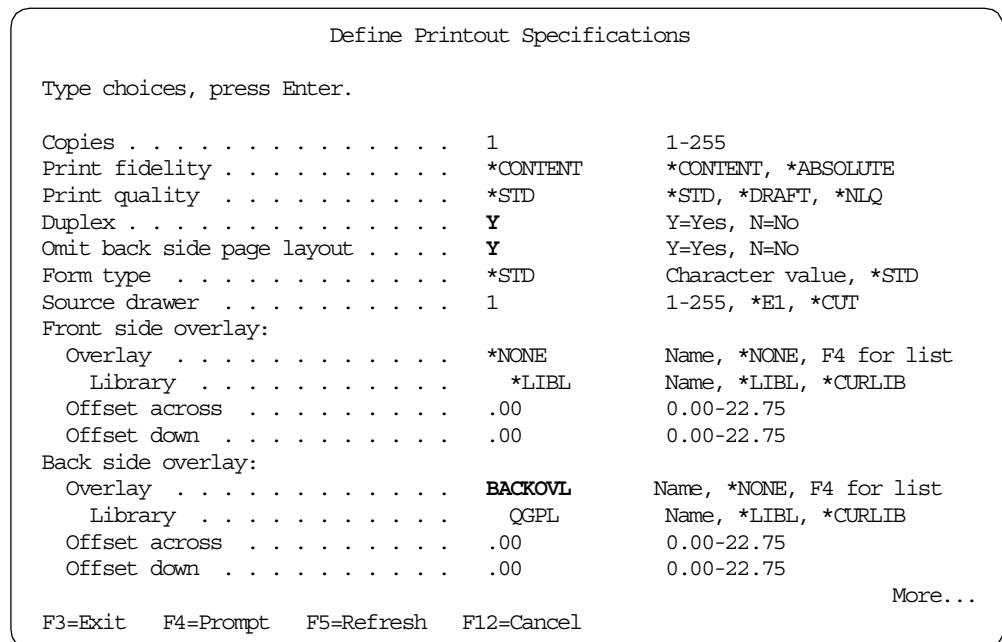 Define Printout Specifications
Type choices, press Enter.
Copies . . . . . . . . . . . . . . 1 1-255
Print fidelity . . . . . . . . . . *CONTENT *CONTENT, *ABSOLUTE
Print quality . . . . . . . . . . *STD *STD, *DRAFT, *NLQ
Duplex . . . . . . . . . . . . . . Y Y=Yes, N=No
Omit back side page layout . . . . Y Y=Yes, N=No
Form type . . . . . . . . . . . . *STD Character value, *STD
Source drawer . . . . . . . . . . 1 1-255, *E1, *CUT
Front side overlay:
Overlay . . . . . . . . . . . . *NONE Name, *NONE, F4 for list
Library . . . . . . . . . . . *LIBL Name, *LIBL, *CURLIB
Offset across . . . . . . . . . .00 0.00-22.75
Offset down . . . . . . . . . . .00 0.00-22.75
Back side overlay:
Overlay . . . . . . . . . . . . BACKOVL Name, *NONE, F4 for list
Library . . . . . . . . . . . QGPL Name, *LIBL, *CURLIB
Offset across . . . . . . . . . .00 0.00-22.75
Offset down . . . . . . . . . . .00 0.00-22.75
More...
F3=Exit F4=Prompt F5=Refresh F12=Cancel